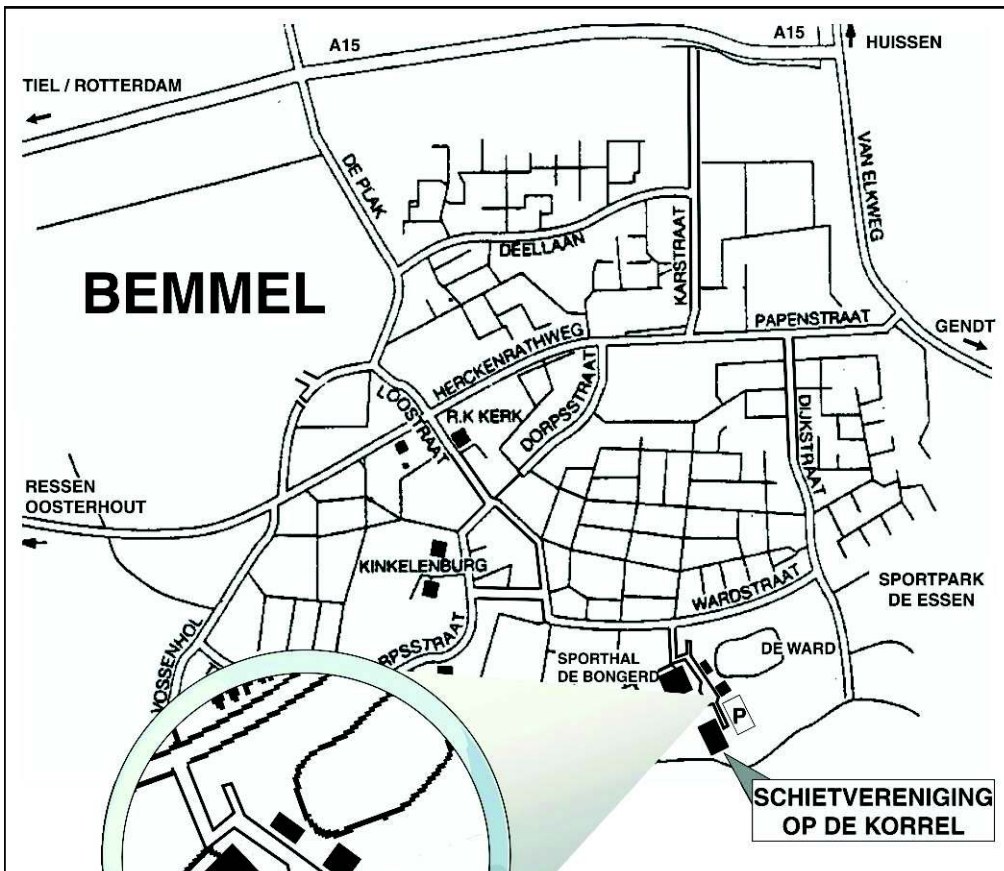 A15
A15
HUISSEN
TIEL / ROTTERDAM
DE PLAK
VAN ELKWEG
DEELLAAN
KARSTRAAT
BEMMEL
PAPENSTRAAT
GENDT
HERCKENRATHWEG
LOOSTRAAT
R.K KERK
DORPSSTRAAT
DIJKSTRAAT
RESSEN
OOSTERHOUT
KINKELENBURG
WARDSTRAAT
SPORTPARK
DE ESSEN
VOSSENHOL
RPSSTRAAT
SPORTHAL
DE BONGERD
DE WARD
P
SCHIETVERENIGING
OP DE KORREL